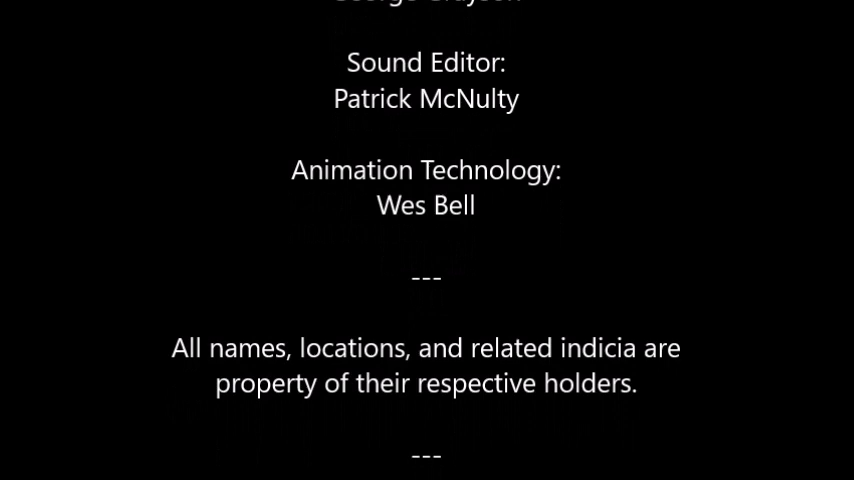 Sound Editor:
Patrick McNulty
Animation Technology:
Wes Bell
---
All names, locations, and related indicia are
property of their respective holders.
---